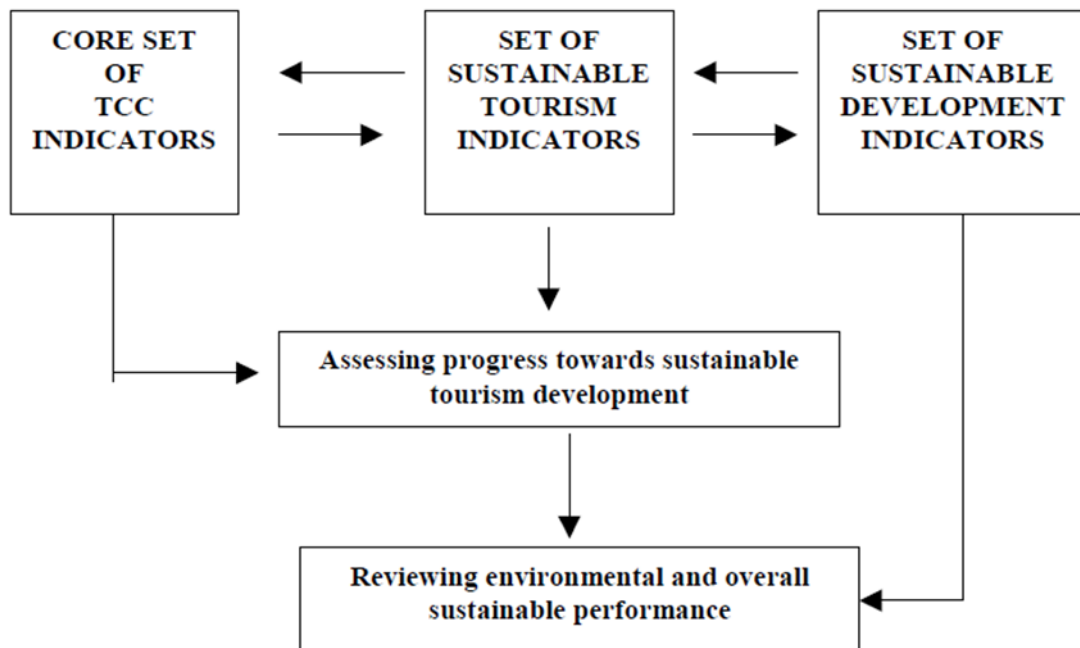 CORE SET
OF
TCC
INDICATORS
SET OF
SUSTAINABLE
TOURISM
INDICATORS
SET OF
SUSTAINABLE
DEVELOPMENT
INDICATORS
Assessing progress towards sustainable
tourism development
Reviewing environmental and overall
sustainable performance